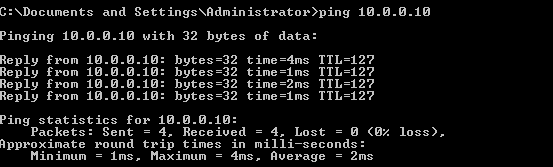 C:\Documents and Settings\Administrator>ping 10.0.0.10
Pinging 10.0.0.10 with 32 bytes of data:
Reply from 10.0.0.10: bytes=32 time=4ms TTL=127
Reply from 10.0.0.10: bytes=32 time=1ms TTL=127
Reply from 10.0.0.10: bytes=32 time=2ms TTL=127
Reply from 10.0.0.10: bytes=32 time=1ms TTL=127
Ping statistics for 10.0.0.10:
    Packets: Sent = 4, Received = 4, Lost = 0 (0% loss),
Approximate round trip times in milli-seconds:
    Minimum = 1ms, Maximum = 4ms, Average = 2ms